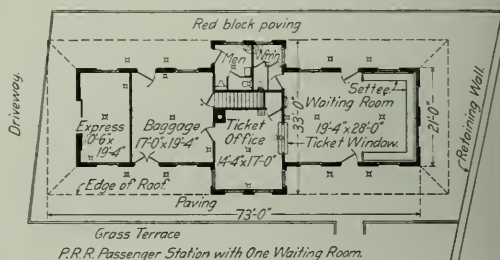 Red block paving
Driveway.
Men
Wmn
Settee
Waiting Room
19'-4"x28'-0"
Ticket Window.
Express
10'-6"x
19'-4"
Baggage
17'-0"x19'-4"
Ticket
Office
14'-4"x17'-0"
33'-0"
21'-0"
Retaining Wall.
Edge of Roof.
Paving
73'-0"
Grass Terrace
P.R.R. Passenger Station with One Waiting Room.